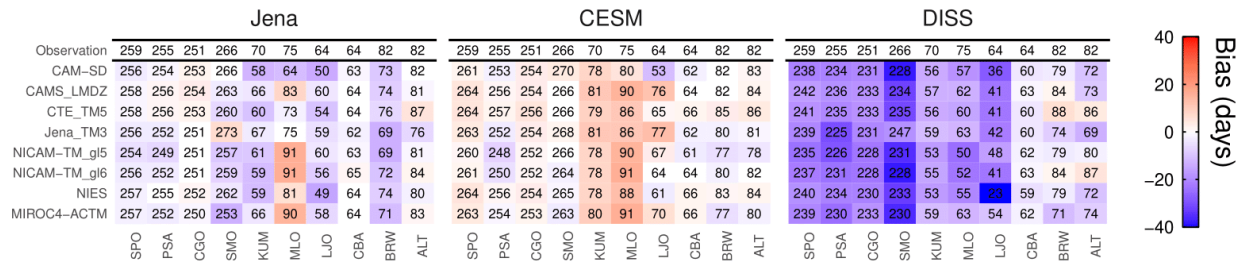 Jena CESM DISS
Observation 259 255 251 266 70 75 64 64 82 82 259 255 251 266 70 75 64 64 82 82 259 255 251 266 70 75 64 64 82 82
CAM−SD 256 254 253 266 58 64 50 63 73 82 261 253 254 270 78 80 53 62 82 83 238 234 231 228 56 57 36 60 79 72
CAMS_LMDZ 258 256 254 263 66 83 60 64 74 81 264 256 256 268 81 90 76 64 82 84 242 236 233 234 57 62 41 63 84 73
CTE_TM5 258 256 253 260 60 73 54 64 76 87 264 256 254 266 79 86 65 66 85 86 241 235 233 235 56 60 41 60 88 86
Jena_TM3 256 252 251 273 67 75 59 62 69 76 263 252 254 268 81 86 77 62 80 81 239 225 231 247 59 63 42 60 74 69
NICAM−TM_gl5 254 249 251 257 61 91 60 63 69 81 260 248 252 266 78 90 67 61 77 78 235 226 228 231 53 50 48 62 79 80
NICAM−TM_gl6 256 252 251 259 59 91 56 65 72 84 261 250 252 264 76 91 64 64 80 82 237 231 228 228 55 52 41 63 84 87
NIES 257 255 252 262 59 81 49 64 74 80 264 256 254 265 78 88 61 66 83 84 240 234 230 233 53 55 23 59 79 72
MIROC4−ACTM 257 252 250 253 66 90 58 64 71 83 263 254 253 263 80 91 70 66 77 80 239 230 233 230 59 63 54 62 71 74
SPO PSA CGO SMO KUM MLO LJO CBA BRW ALT SPO PSA CGO SMO KUM MLO LJO CBA BRW ALT SPO PSA CGO SMO KUM MLO LJO CBA BRW ALT
40
20
0
−20
−40
Bias (days)